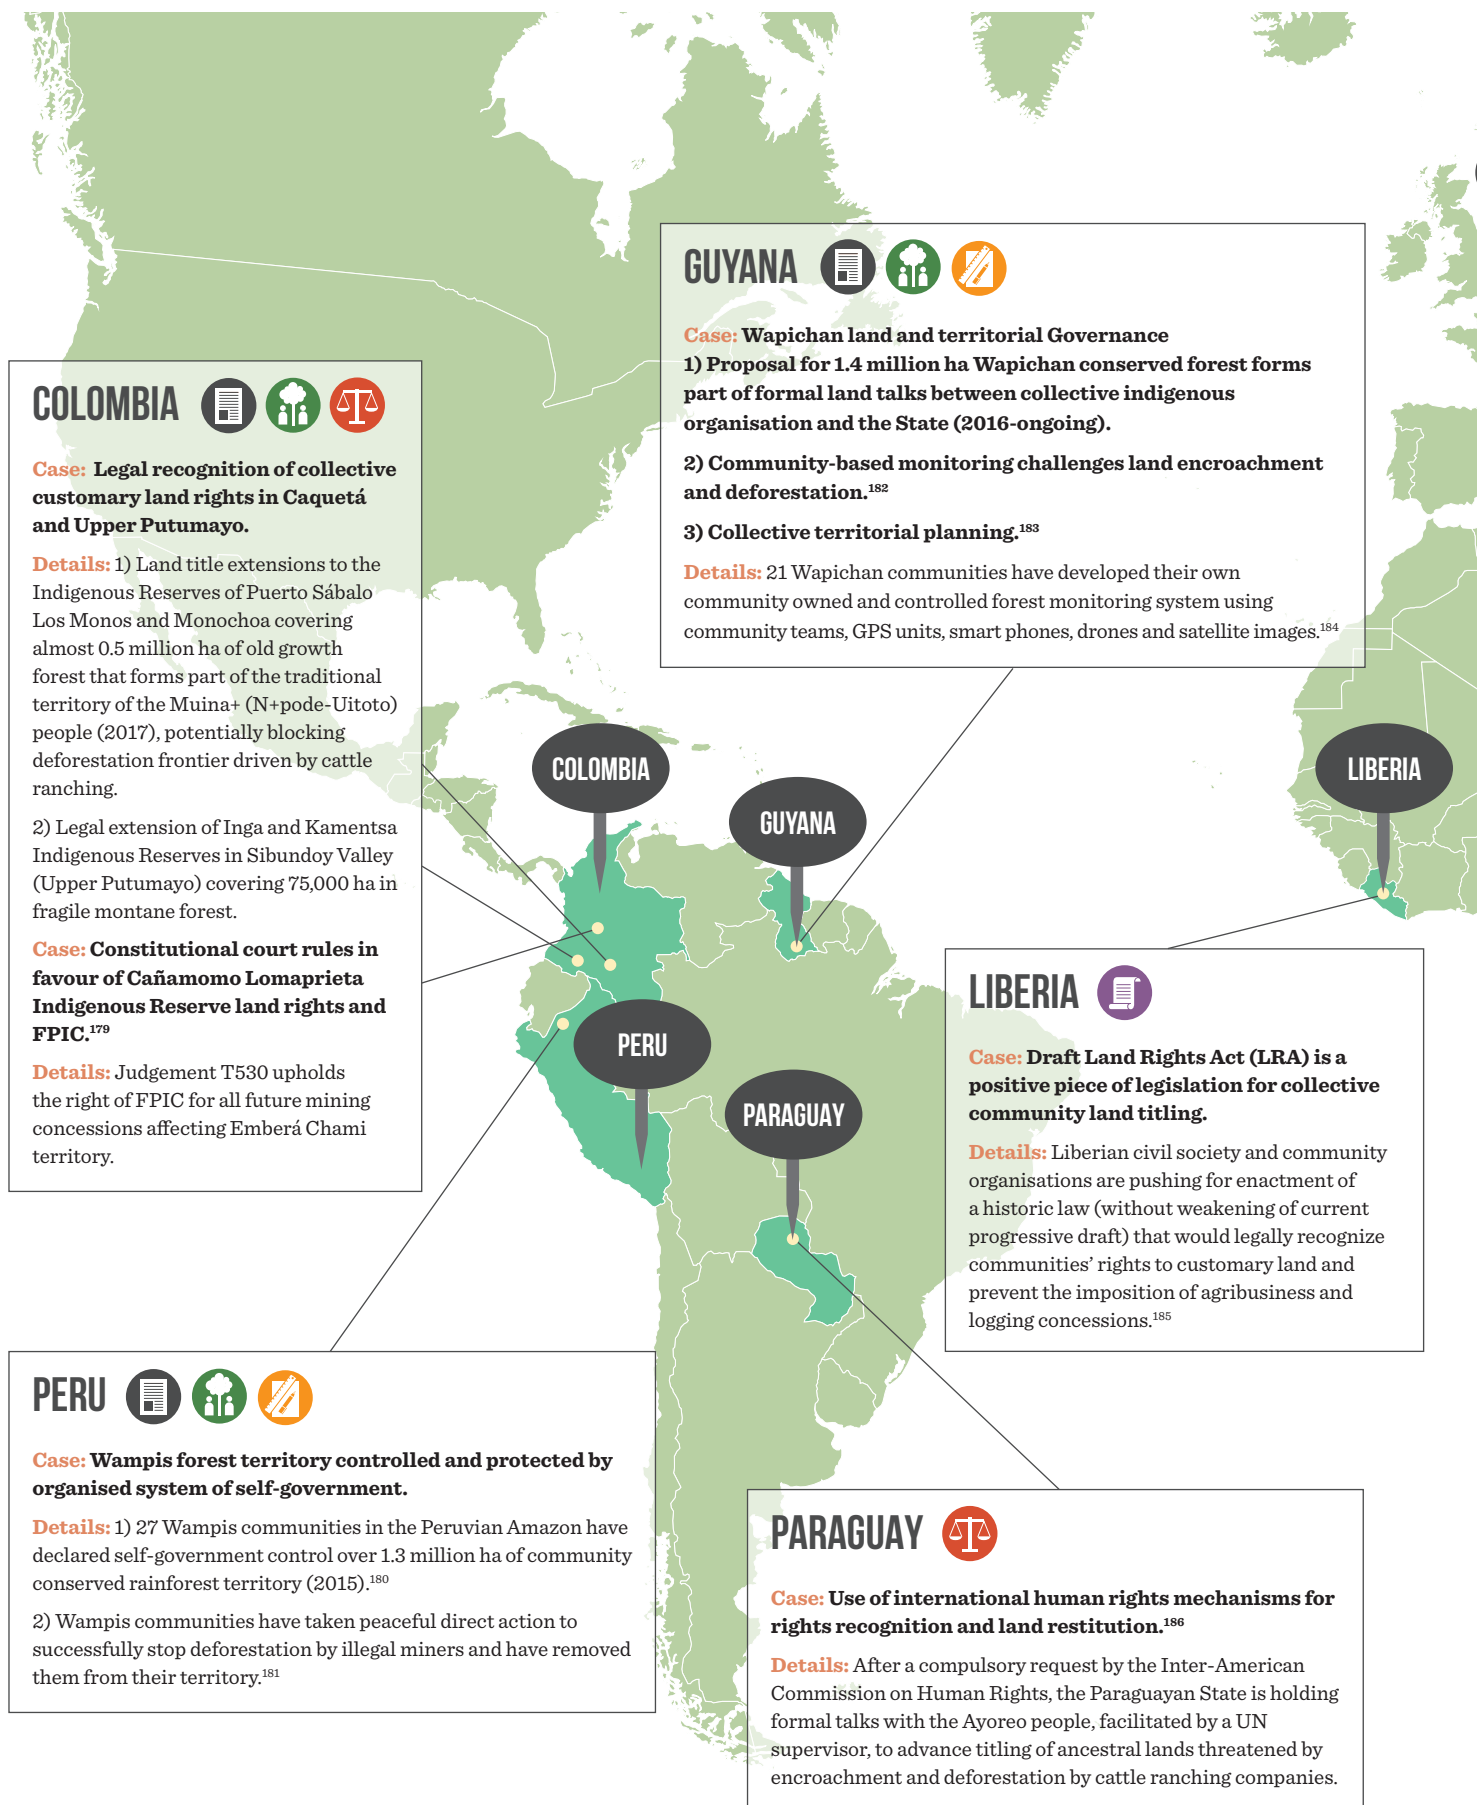 GUYANA
Case: Wapichan land and territorial Governance
1) Proposal for 1.4 million ha Wapichan conserved forest forms
part of formal land talks between collective indigenous
organisation and the State (2016-ongoing).
2) Community-based monitoring challenges land encroachment
and deforestation.182
3) Collective territorial planning.183
Details: 21 Wapichan communities have developed their own
community owned and controlled forest monitoring system using
community teams, GPS units, smart phones, drones and satellite images.184
COLOMBIA
Case: Legal recognition of collective
customary land rights in Caquetá
and Upper Putumayo.
Details: 1) Land title extensions to the
Indigenous Reserves of Puerto Sábalo
Los Monos and Monochoa covering
almost 0.5 million ha of old growth
forest that forms part of the traditional
territory of the Muina+ (N+pode-Uitoto)
people (2017), potentially blocking
deforestation frontier driven by cattle
ranching.
2) Legal extension of Inga and Kamentsa
Indigenous Reserves in Sibundoy Valley
(Upper Putumayo) covering 75,000 ha in
fragile montane forest.
Case: Constitutional court rules in
favour of Cañamomo Lomaprieta
Indigenous Reserve land rights and
FPIC.179
Details: Judgement T530 upholds
the right of FPIC for all future mining
concessions affecting Emberá Chami
territory.
COLOMBIA
GUYANA
LIBERIA
PERU
PARAGUAY
LIBERIA
Case: Draft Land Rights Act (LRA) is a
positive piece of legislation for collective
community land titling.
Details: Liberian civil society and community
organisations are pushing for enactment of
a historic law (without weakening of current
progressive draft) that would legally recognize
communities' rights to customary land and
prevent the imposition of agribusiness and
logging concessions.185
PERU
Case: Wampis forest territory controlled and protected by
organised system of self-government.
Details: 1) 27 Wampis communities in the Peruvian Amazon have
declared self-government control over 1.3 million ha of community
conserved rainforest territory (2015).180
2) Wampis communities have taken peaceful direct action to
successfully stop deforestation by illegal miners and have removed
them from their territory.181
PARAGUAY
Case: Use of international human rights mechanisms for
rights recognition and land restitution.186
Details: After a compulsory request by the Inter-American
Commission on Human Rights, the Paraguayan State is holding
formal talks with the Ayoreo people, facilitated by a UN
supervisor, to advance titling of ancestral lands threatened by
encroachment and deforestation by cattle ranching companies.